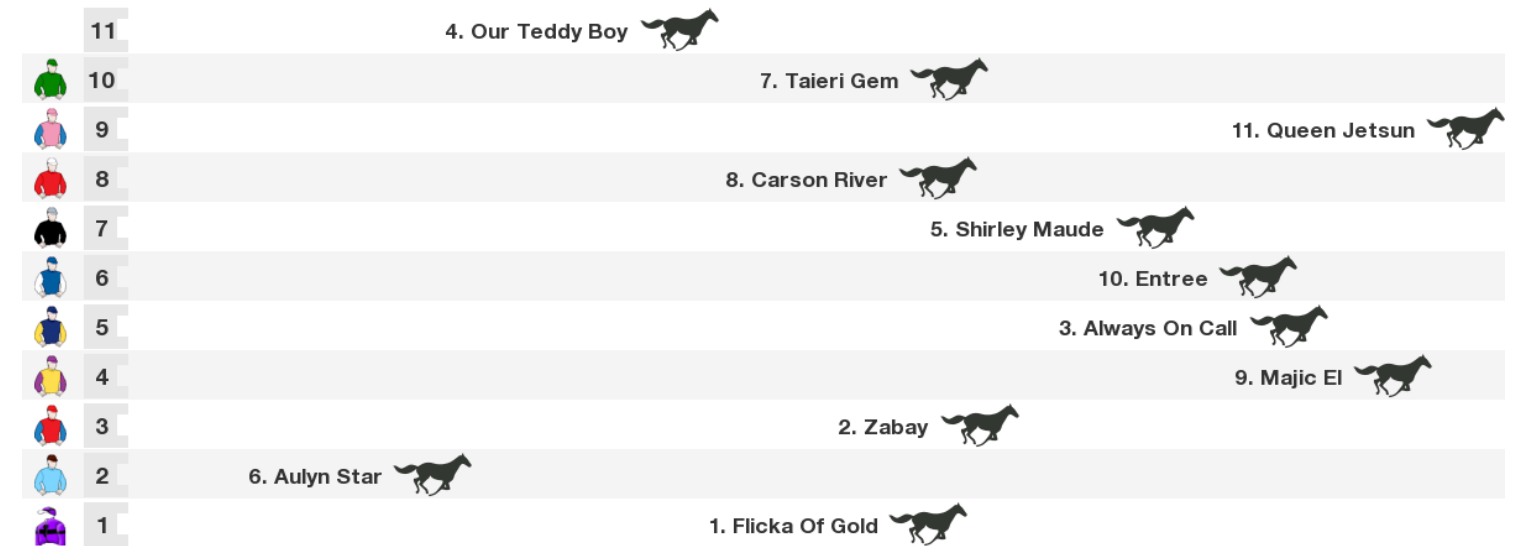 11 4. Our Teddy Boy
10 7. Taieri Gem
9 11. Queen Jetsun
8 8. Carson River
7 5. Shirley Maude
6 10. Entree
5 3. Always On Call
4 9. Majic El
3 2. Zabay
2 6. Aulyn Star
1 1. Flicka Of Gold